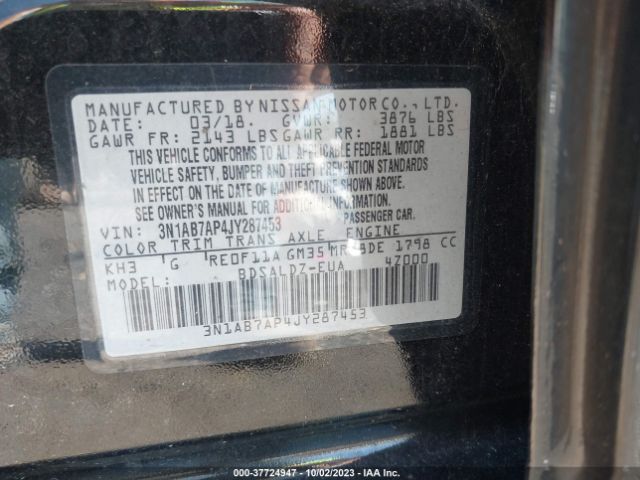 MANUFACTURED BY NISSAN MOTOR CO., LTD.
DATE: 03/18. GVWR: 3876 LBS
GAWR FR: 2143 LBS GAWR RR: 1881 LBS
THIS VEHICLE CONFORMS TO ALL APPLICABLE FEDERAL MOTOR
VEHICLE SAFETY, BUMPER AND THEFT PREVENTION STANDARDS
IN EFFECT ON THE DATE OF MANUFACTURE SHOWN ABOVE.
SEE OWNER'S MANUAL FOR ADDITIONAL INFORMATION
VIN: 3N1AB7AP4JY287453 PASSENGER CAR.
COLOR TRIM TRANS AXLE ENGINE
KH3 G RE0F11A GM35 1798 CC
MODEL: BDSALDZ-EUA 4Z000
3N1AB7AP4JY287453
000-37724947 - 10/02/2023 - IAA Inc.